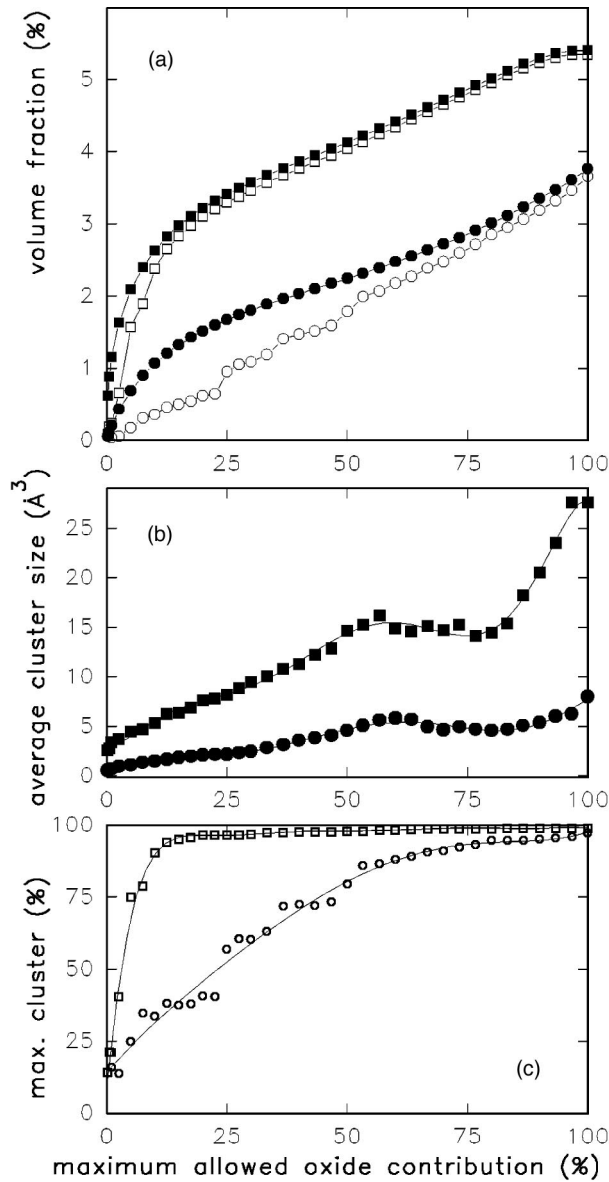 volume fraction (%)
(a)
5
4
3
2
1
0
0 25 50 75 100
average cluster size (Å³)
(b)
25
20
15
10
5
0
0 25 50 75 100
max. cluster (%)
100
75
50
25
0
(c)
0 25 50 75 100
maximum allowed oxide contribution (%)